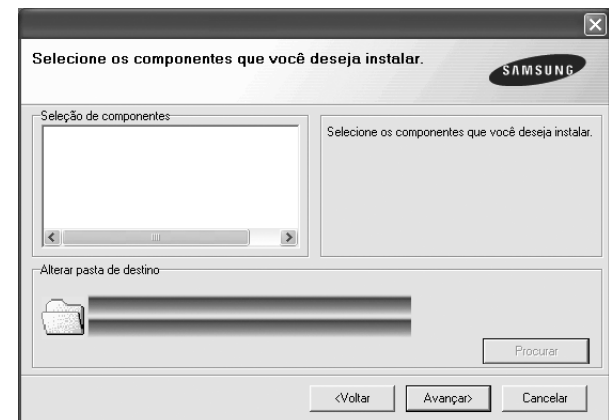 Selecione os componentes que você deseja instalar.
SAMSUNG
Seleção de componentes
Selecione os componentes que você deseja instalar.
Alterar pasta de destino
Procurar
<Voltar
Avançar>
Cancelar